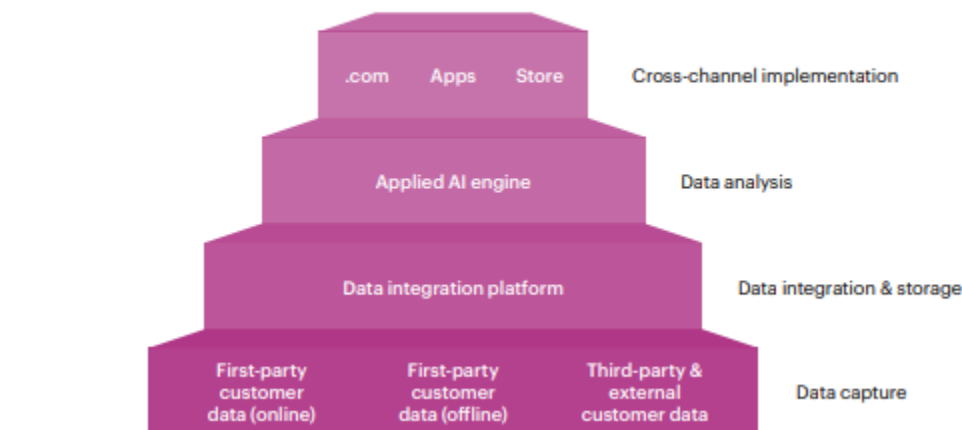 .com Apps Store Cross-channel implementation
Applied AI engine Data analysis
Data integration platform Data integration & storage
First-party First-party Third-party &
customer customer external Data capture
data (online) data (offline) customer data